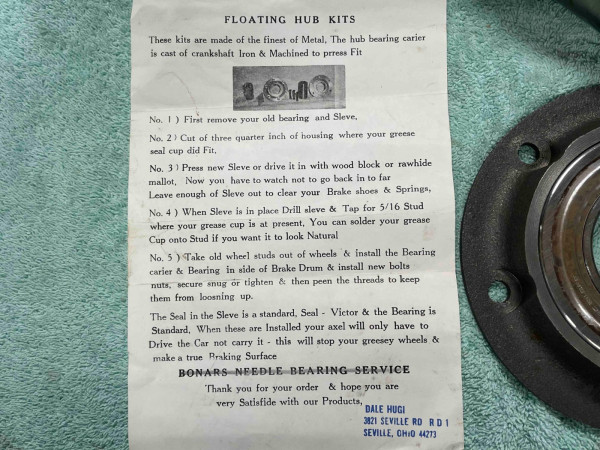 FLOATING HUB KITS
These kits are made of the finest of Metal, The hub bearing carier
is cast of crankshaft Iron & Machined to prress Fit
No. 1 ) First remove your old bearing and Sleve,
No. 2 ) Cut of three quarter inch of housing where your greese
seal cup did Fit,
No. 3 ) Press new Sleve or drive it in with wood block or rawhide
mallot, Now you have to watch not to go back in to far
Leave enough of Sleve out to clear your Brake shoes & Springs,
No. 4 ) When Sleve is in place Drill sleve & Tap for 5/16 Stud
where your grease cup is at present, You can solder your grease
Cup onto Stud if you want it to look Natural
No. 5 ) Take old wheel studs out of wheels & install the Bearing
carier & Bearing in side of Brake Drum & install new bolts
nuts, secure snug or tighten & then peen the threads to keep
them from loosning up.
The Seal in the Sleve is a standard, Seal - Victor & the Bearing is
Standard, When these are Installed your axel will only have to
Drive the Car not carry it - this will stop your greesey wheels &
make a true Braking Surface
BONARS NEEDLE BEARING SERVICE
Thank you for your order & hope you are
very Satisfide with our Products,
DALE HUGI
3821 SEVILLE RD R D 1
SEVILLE, OHIO 44273